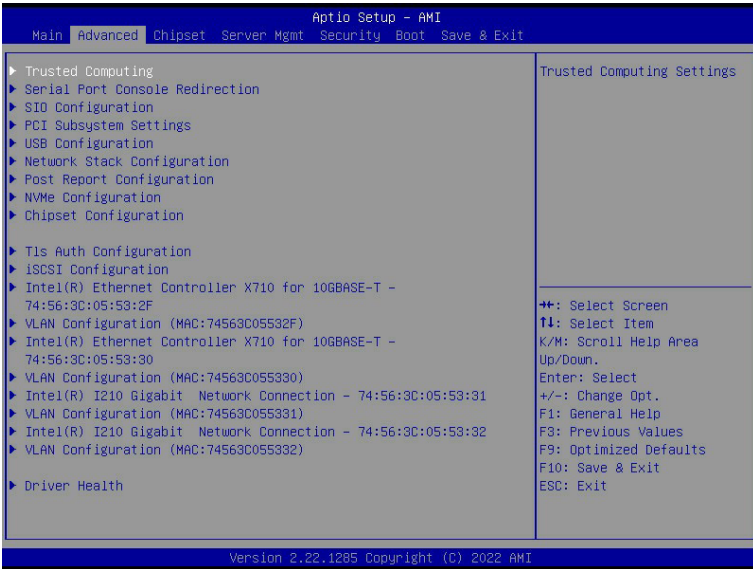 Aptio Setup - AMI
Main Advanced Chipset Server Mgmt Security Boot Save & Exit
Trusted Computing
Serial Port Console Redirection
SIO Configuration
PCI Subsystem Settings
USB Configuration
Network Stack Configuration
Post Report Configuration
NVMe Configuration
Chipset Configuration
Tls Auth Configuration
iSCSI Configuration
Intel(R) Ethernet Controller X710 for 10GBASE-T -
74:56:3C:05:53:2F
VLAN Configuration (MAC:74563C05532F)
Intel(R) Ethernet Controller X710 for 10GBASE-T -
74:56:3C:05:53:30
VLAN Configuration (MAC:74563C055330)
Intel(R) I210 Gigabit  Network Connection - 74:56:3C:05:53:31
VLAN Configuration (MAC:74563C055331)
Intel(R) I210 Gigabit  Network Connection - 74:56:3C:05:53:32
VLAN Configuration (MAC:74563C055332)
Driver Health
Trusted Computing Settings
→←: Select Screen
↑↓: Select Item
K/M: Scroll Help Area
Up/Down.
Enter: Select
+/-: Change Opt.
F1: General Help
F3: Previous Values
F9: Optimized Defaults
F10: Save & Exit
ESC: Exit
Version 2.22.1285 Copyright (C) 2022 AMI